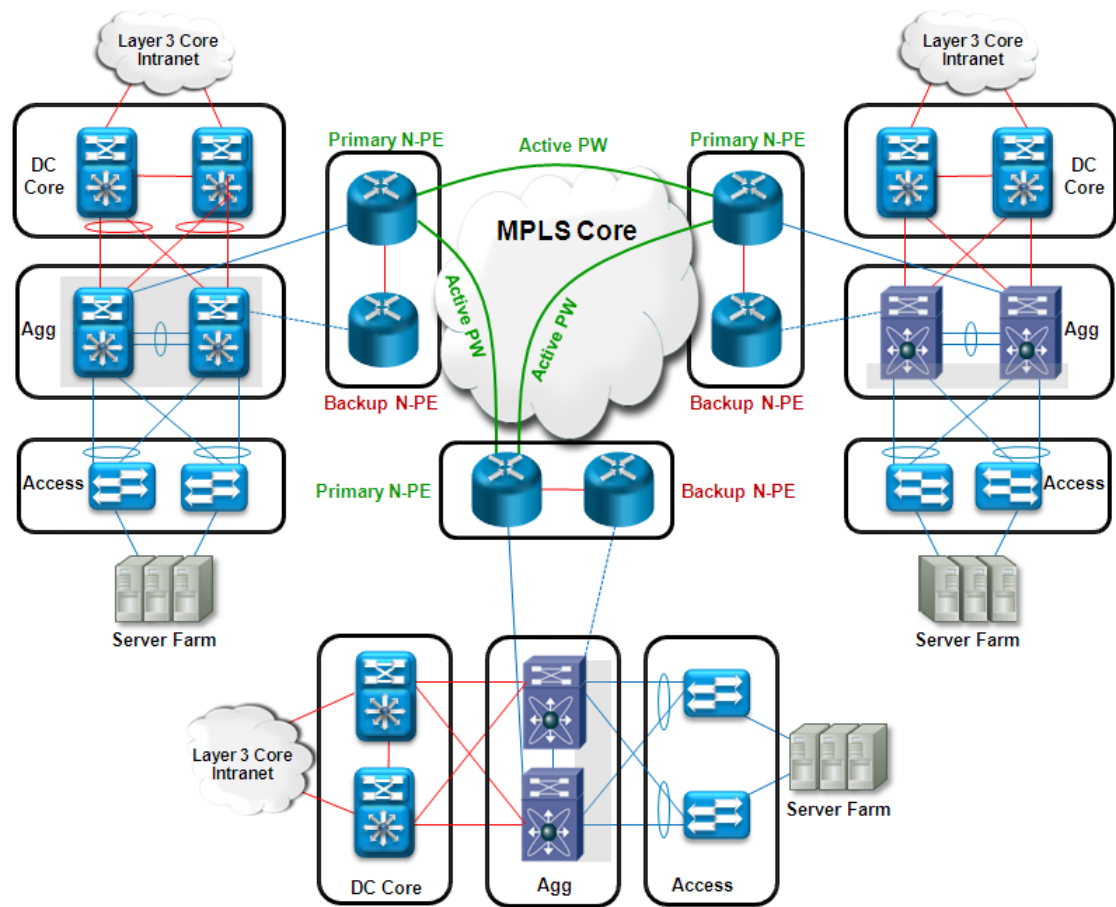 Layer 3 Core
Intranet
Layer 3 Core
Intranet
DC
Core
Primary N-PE
Active PW
Primary N-PE
DC
Core
MPLS Core
Agg
Active PW
Active PW
Agg
Backup N-PE
Backup N-PE
Access
Primary N-PE
Backup N-PE
Access
Server Farm
Server Farm
Layer 3 Core
Intranet
Server Farm
DC Core
Agg
Access